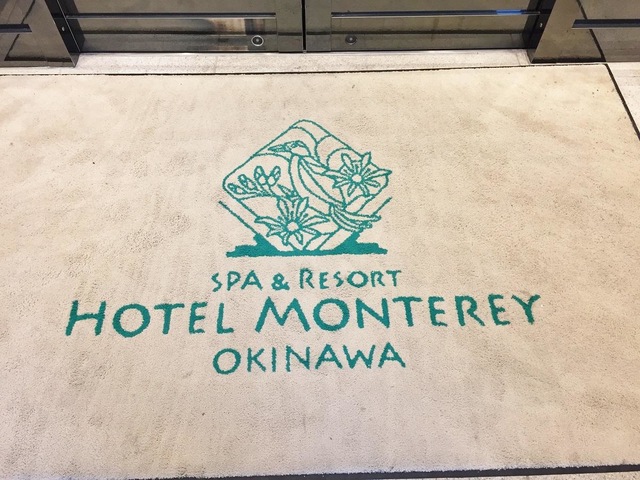 SPA & RESORT
HOTEL MONTEREY
OKINAWA